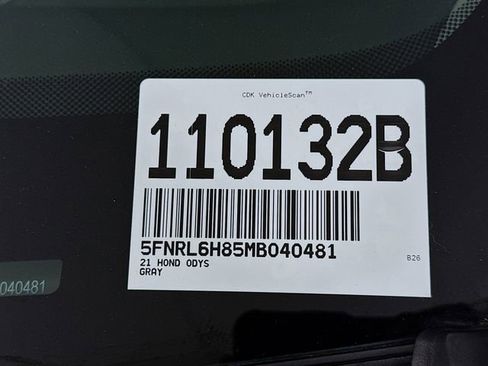 CDK VehicleScan™
110132B
5FNRL6H85MB040481
21 HOND ODYS
GRAY
B26
040481